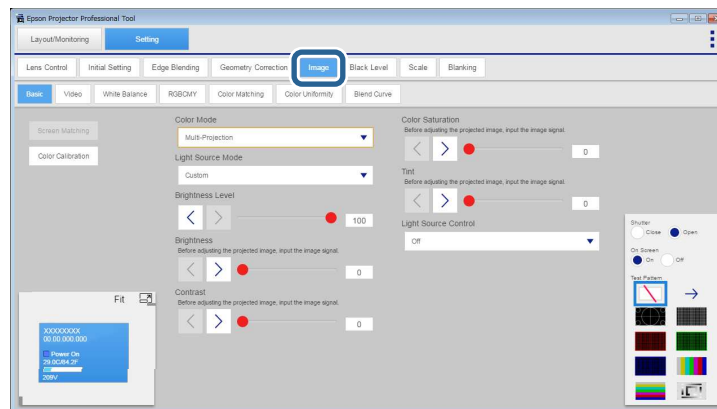 Epson Projector Professional Tool
Layout/Monitoring Setting
Lens Control Initial Setting Edge Blending Geometry Correction Image Black Level Scale Blanking
Basic Video White Balance RGBCMY Color Matching Color Uniformity Blend Curve
Screen Matching
Color Calibration
Color Mode
Multi-Projection
Light Source Mode
Custom
Brightness Level
100
Brightness
Before adjusting the projected image, input the image signal.
0
Contrast
Before adjusting the projected image, input the image signal.
0
Color Saturation
Before adjusting the projected image, input the image signal.
0
Tint
Before adjusting the projected image, input the image signal.
0
Light Source Control
Off
Shutter
Close Open
On Screen
On Off
Test Pattern
Fit
XXXXXXXX
00.00.000.000
Power On
29.0C/84.2F
209V